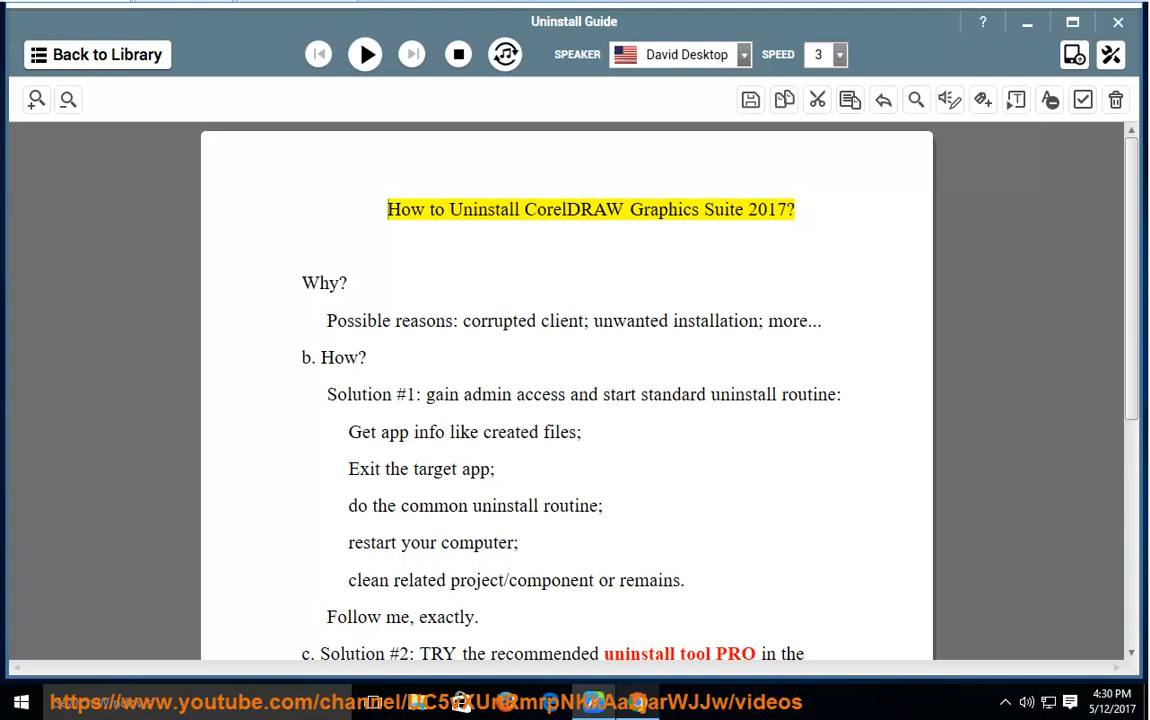 Uninstall Guide
Back to Library
SPEAKER David Desktop SPEED 3
How to Uninstall CorelDRAW Graphics Suite 2017?
Why?
Possible reasons: corrupted client; unwanted installation; more...
b. How?
Solution #1: gain admin access and start standard uninstall routine:
Get app info like created files;
Exit the target app;
do the common uninstall routine;
restart your computer;
clean related project/component or remains.
Follow me, exactly.
c. Solution #2: TRY the recommended uninstall tool PRO in the
4:30 PM
5/12/2017